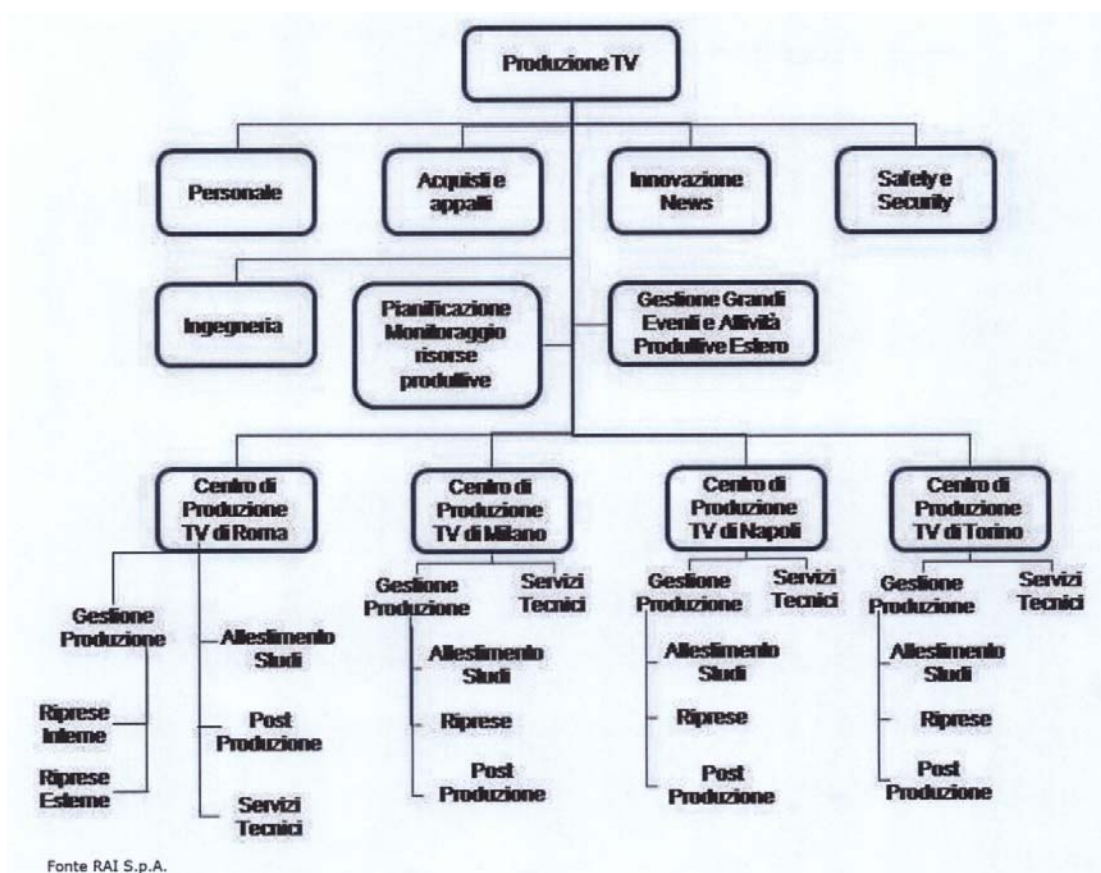 Produzione TV
Personale
Acquisti e
appalti
Innovazione
News
Safety e
Security
Ingegneria
Pianificazione
Monitoraggio
risorse
produttive
Gestione Grandi
Eventi e Attività
Produttive Estero
Centro di
Produzione
TV di Roma
Centro di
Produzione
TV di Milano
Centro di
Produzione
TV di Napoli
Centro di
Produzione
TV di Torino
Gestione
Produzione
Riprese
Interne
Riprese
Esterne
Allestimento
Studi
Post
Produzione
Servizi
Tecnici
Gestione
Produzione
Servizi
Tecnici
Allestimento
Studi
Riprese
Post
Produzione
Gestione
Produzione
Servizi
Tecnici
Allestimento
Studi
Riprese
Post
Produzione
Gestione
Produzione
Servizi
Tecnici
Allestimento
Studi
Riprese
Post
Produzione
Fonte RAI S.p.A.